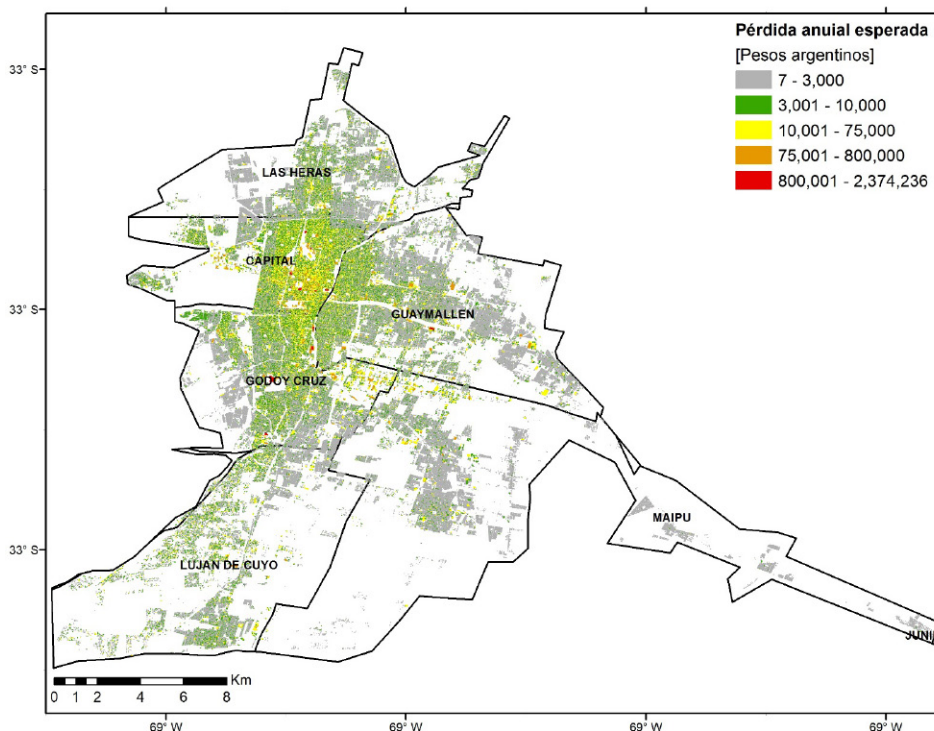 Pérdida anuial esperada
[Pesos argentinos]
7 - 3,000
3,001 - 10,000
10,001 - 75,000
75,001 - 800,000
800,001 - 2,374,236
33° S
LAS HERAS
CAPITAL
33° S
GUAYMALLEN
GODOY CRUZ
MAIPU
33° S
LUJAN DE CUYO
Km
0 1 2 4 6 8
69° W 69° W 69° W 69° W